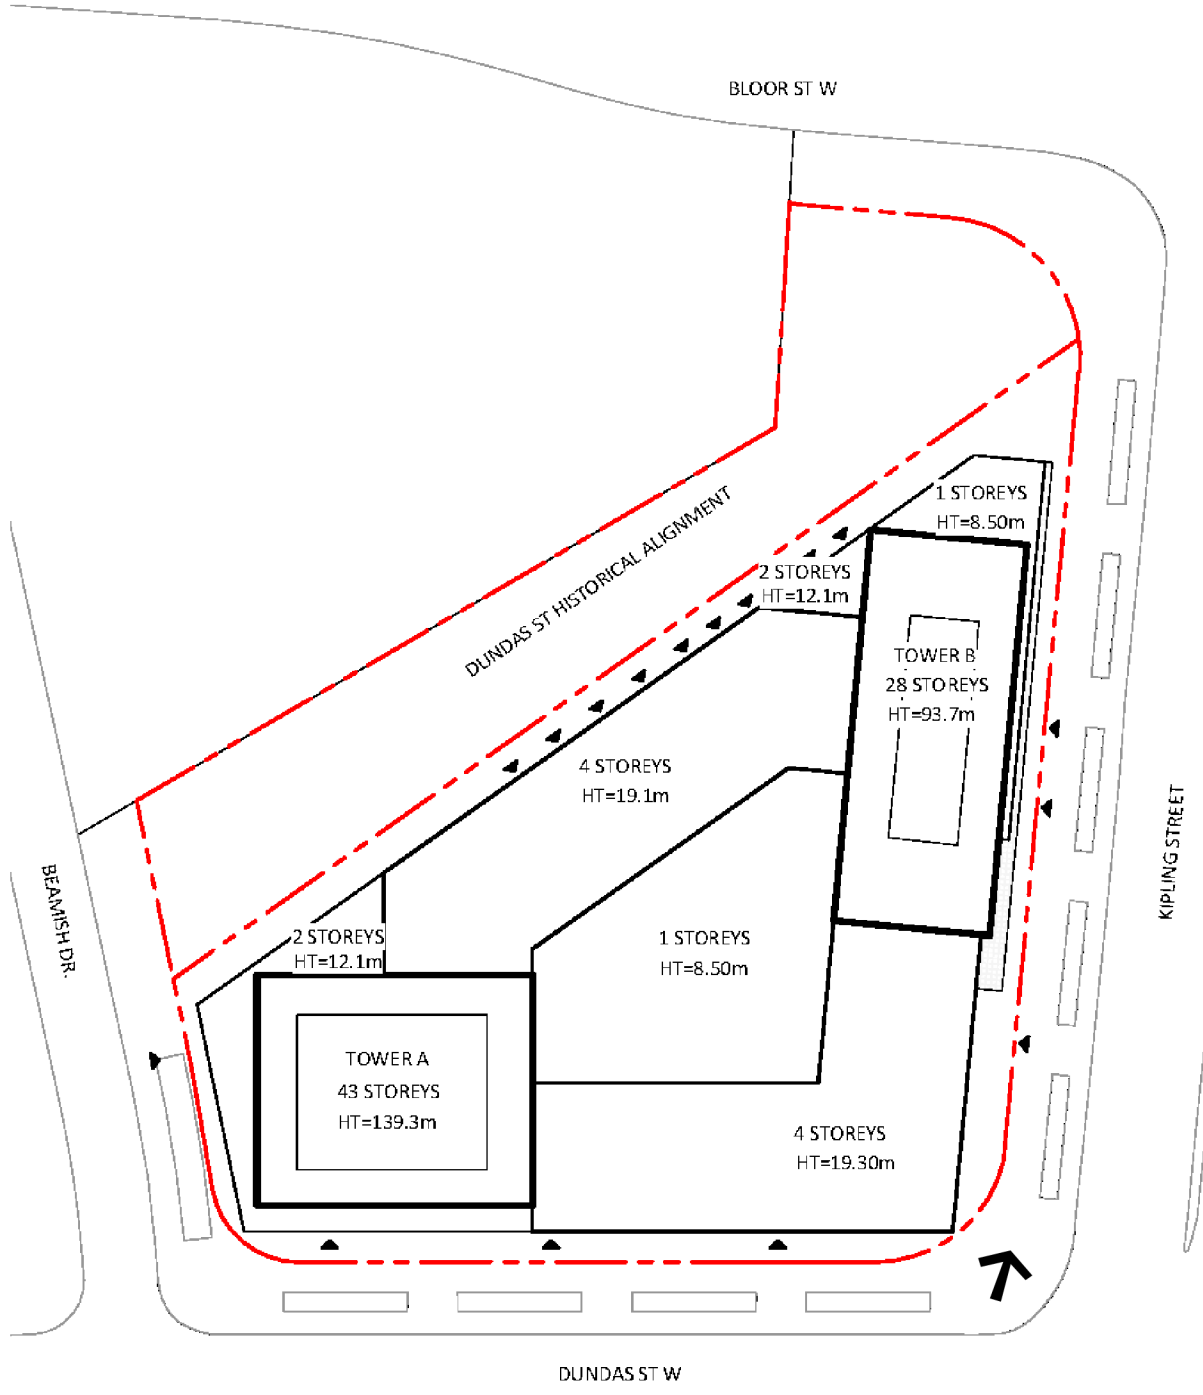 BLOOR ST W
1 STOREYS
HT=8.50m
DUNDAS ST HISTORICAL ALIGNMENT
2 STOREYS
HT=12.1m
TOWER B
28 STOREYS
HT=93.7m
4 STOREYS
HT=19.1m
KIPLING STREET
BEAMISH DR.
2 STOREYS
HT=12.1m
1 STOREYS
HT=8.50m
TOWER A
43 STOREYS
HT=139.3m
4 STOREYS
HT=19.30m
DUNDAS ST W